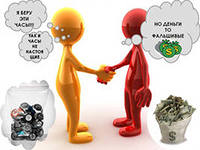 Я БЕРУ
ЭТИ
ЧАСЫ!!!
ТАК И
ЧАСЫ
НЕ
НАСТОЯ
ЩИЕ
НО ДЕНЬГИ
ТО
ФАЛЬШИВЫЕ
$
$